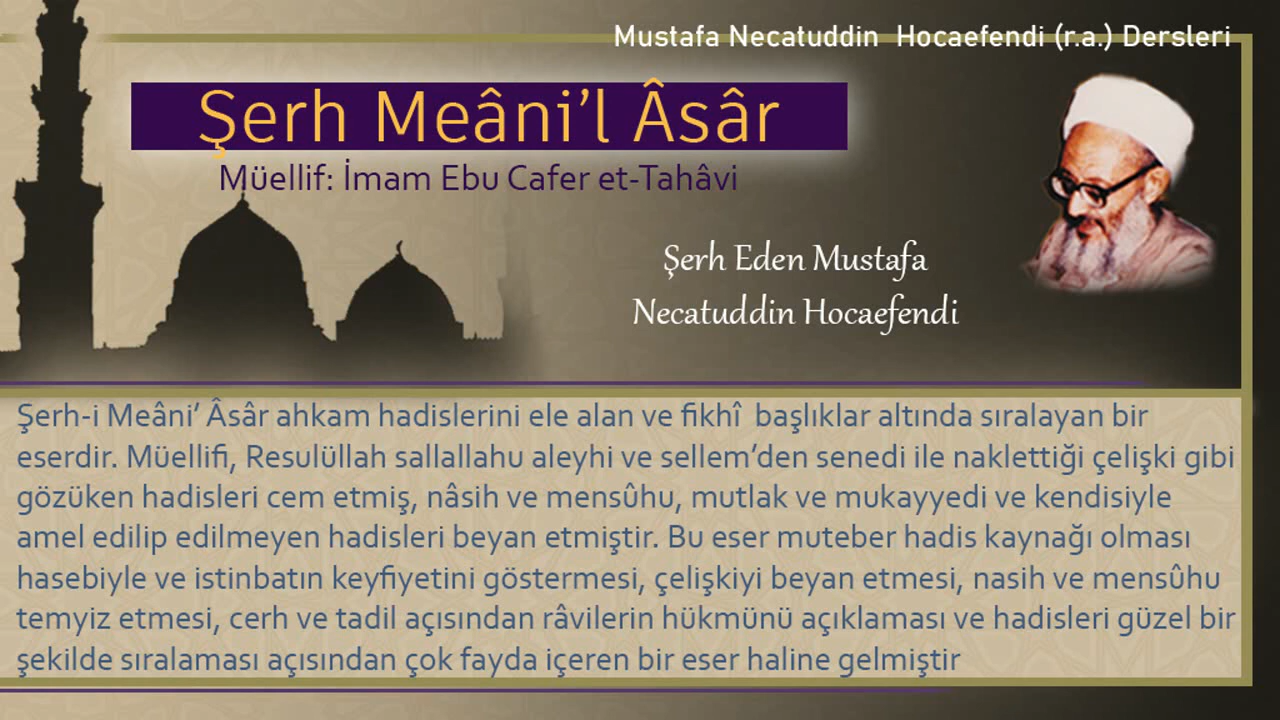 Mustafa Necatuddin Hocaefendi (r.a.) Dersleri
Şerh Meâni’l Âsâr
Müellif: İmam Ebu Cafer et-Tahâvi
Şerh Eden Mustafa
Necatuddin Hocaefendi
Şerh-i Meâni’ Âsâr ahkam hadislerini ele alan ve fikhî başlıklar altında sıralayan bir
eserdir. Müellifi, Resulüllah sallallahu aleyhi ve sellem’den senedi ile naklettiği çelişki gibi
gözüken hadisleri cem etmiş, nâsih ve mensûhu, mutlak ve mukayyedi ve kendisiyle
amel edilip edilmeyen hadisleri beyan etmiştir. Bu eser muteber hadis kaynağı olması
hasebiyle ve istinbatın keyfiyetini göstermesi, çelişkiyi beyan etmesi, nasih ve mensûhu
temyiz etmesi, cerh ve tadil açısından râvilerin hükmünü açıklaması ve hadisleri güzel bir
şekilde sıralaması açısından çok fayda içeren bir eser haline gelmiştir